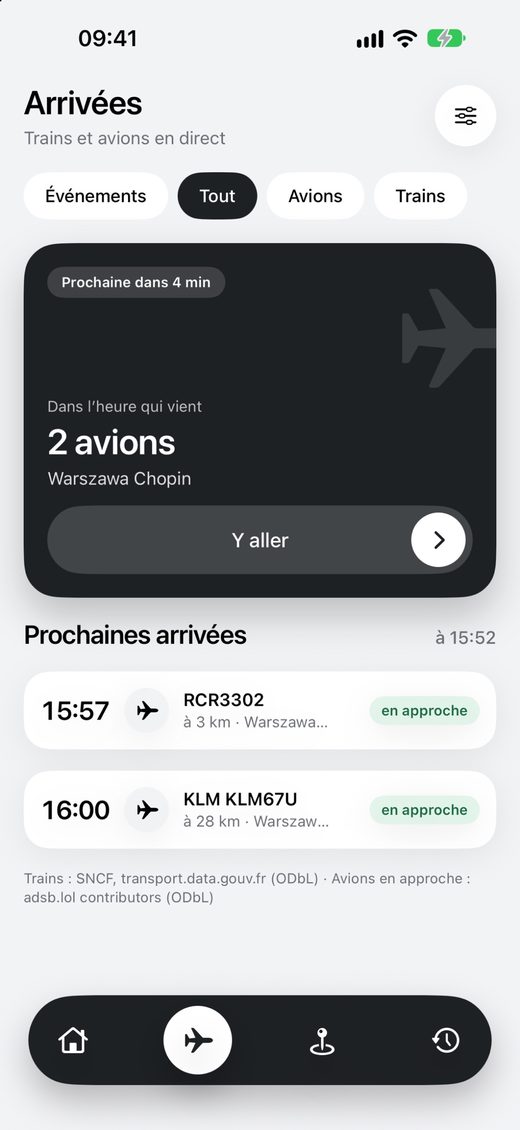 09:41
Arrivées
Trains et avions en direct
Événements
Tout
Avions
Trains
Prochaine dans 4 min
Dans l’heure qui vient
2 avions
Warszawa Chopin
Y aller
Prochaines arrivées
à 15:52
15:57
RCR3302
à 3 km · Warszawa…
en approche
16:00
KLM KLM67U
à 28 km · Warszaw…
en approche
Trains : SNCF, transport.data.gouv.fr (ODbL) · Avions en approche :
adsb.lol contributors (ODbL)